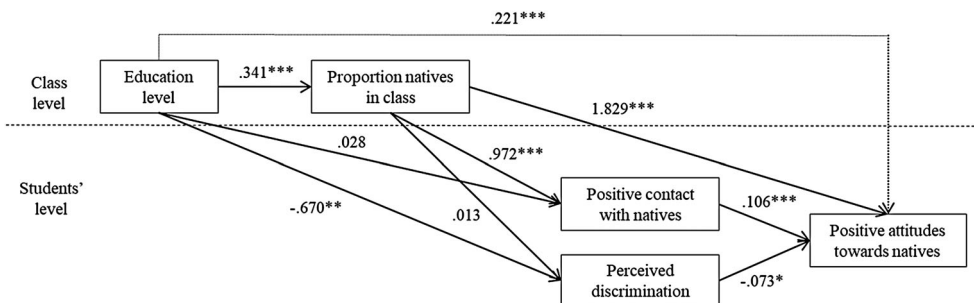 .221***
Class
level
Education
level
.341***
Proportion natives
in class
1.829***
.028
.972***
Students'
level
-.670**
.013
Positive contact
with natives
.106***
Positive attitudes
towards natives
Perceived
discrimination
-.073*